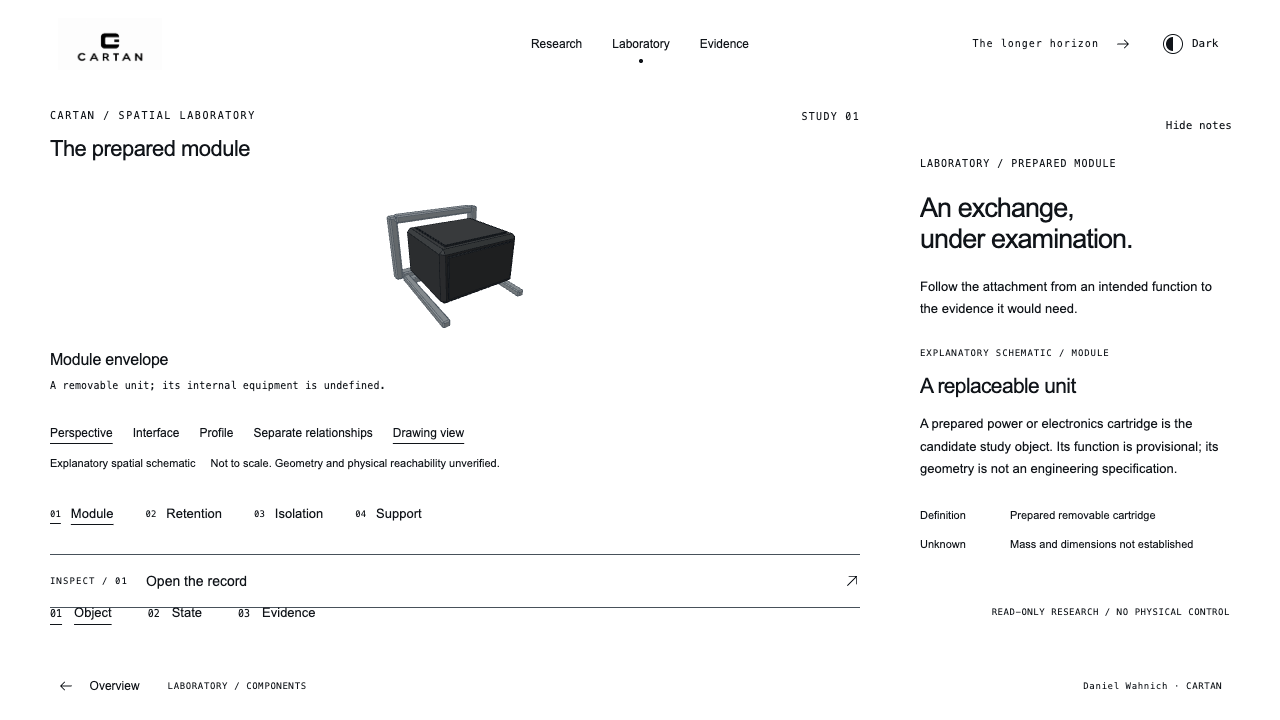 CARTAN
Research
Laboratory
Evidence
The longer horizon
Dark
CARTAN / SPATIAL LABORATORY
STUDY 01
The prepared module
Module envelope
A removable unit; its internal equipment is undefined.
Perspective
Interface
Profile
Separate relationships
Drawing view
Explanatory spatial schematic
Not to scale. Geometry and physical reachability unverified.
01 Module
02 Retention
03 Isolation
04 Support
INSPECT / 01 Open the record
01 Object
02 State
03 Evidence
Hide notes
LABORATORY / PREPARED MODULE
An exchange,
under examination.
Follow the attachment from an intended function to
the evidence it would need.
EXPLANATORY SCHEMATIC / MODULE
A replaceable unit
A prepared power or electronics cartridge is the
candidate study object. Its function is provisional; its
geometry is not an engineering specification.
Definition Prepared removable cartridge
Unknown Mass and dimensions not established
READ—ONLY RESEARCH / NO PHYSICAL CONTROL
Overview
LABORATORY / COMPONENTS
Daniel Wahnich · CARTAN